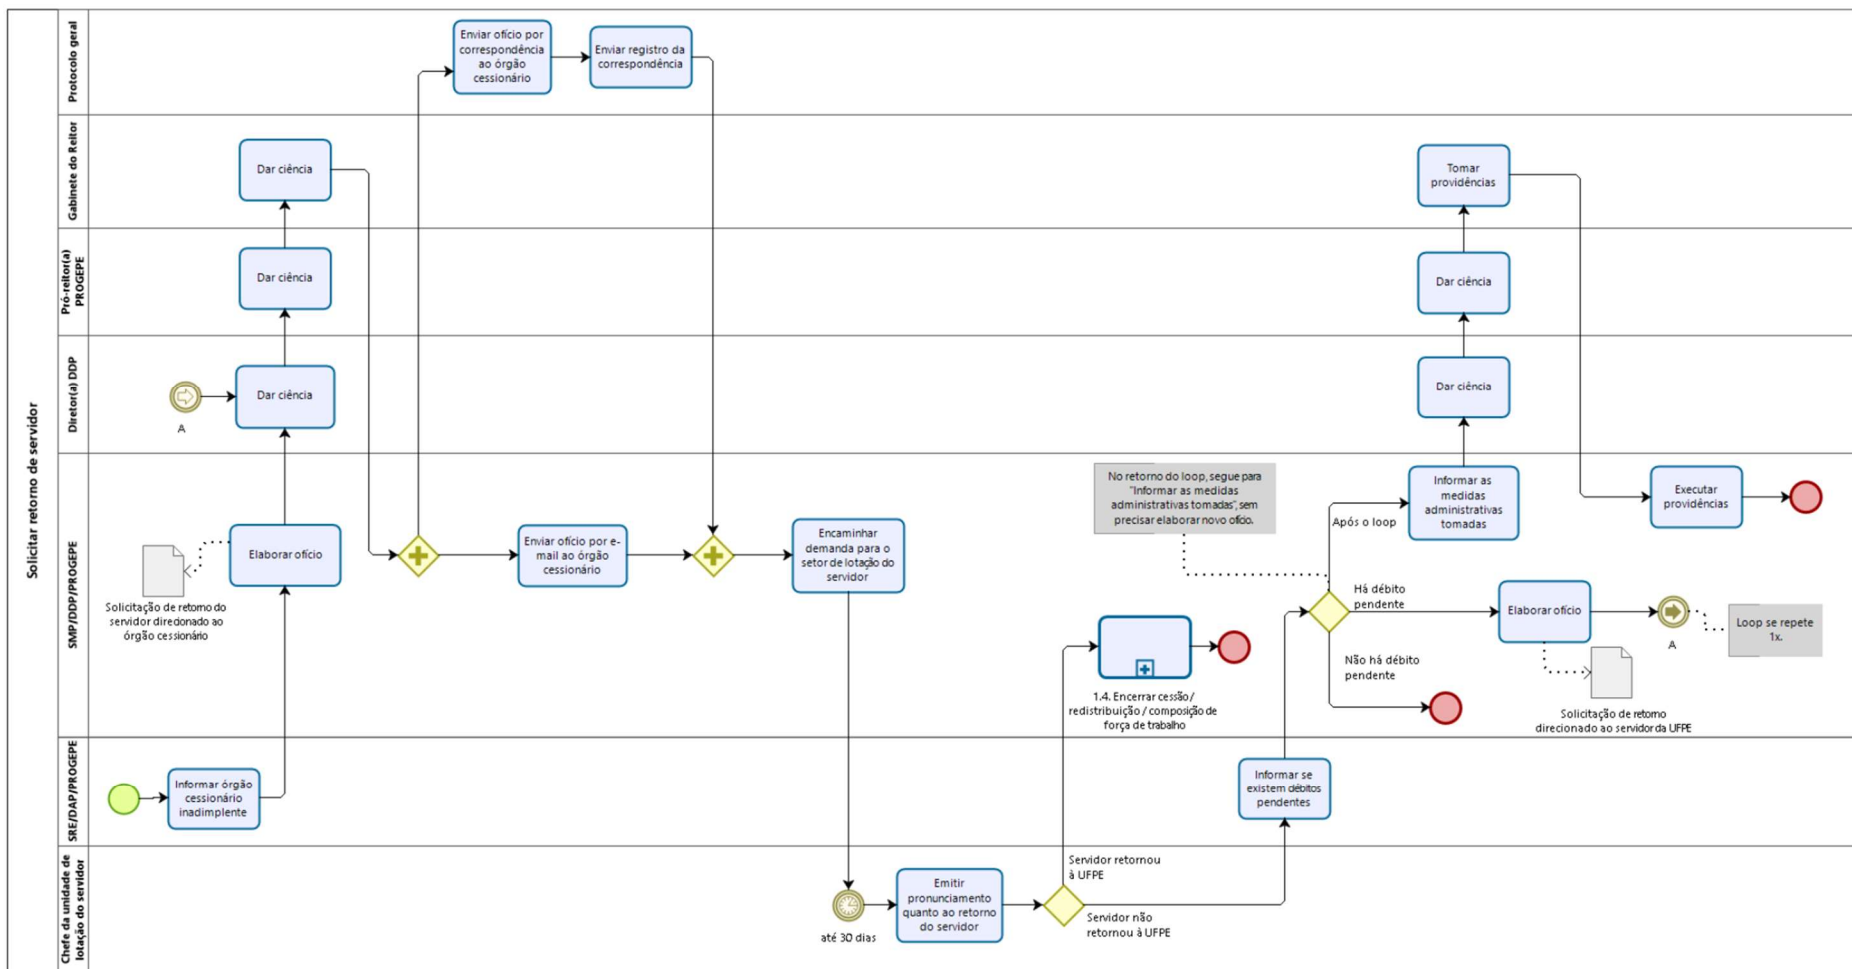 Solicitar retorno de servidor
Protocolo geral
Enviar ofício por
correspondência
ao órgão
cessionário
Enviar registro da
correspondência
Gabinete do Reitor
Dar ciência
Tomar
providências
Pró-reitor(a)
PROGEPE
Dar ciência
Dar ciência
Diretor(a) DDP
A
Dar ciência
Dar ciência
SMP/DDP/PROGEPE
Solicitação de retorno do
servidor direcionado ao
órgão cessionário
Elaborar ofício
Enviar ofício por e-
mail ao órgão
cessionário
Encaminhar
demanda para o
setor de lotação do
servidor
1.4. Encerrar cessão/
redistribuição / composição de
força de trabalho
No retorno do loop, segue para
"Informar as medidas
administrativas tomadas", sem
precisar elaborar novo ofício.
Após o loop
Informar as
medidas
administrativas
tomadas
Executar
providências
Há débito
pendente
Elaborar ofício
A
Loop se repete
1x.
Não há débito
pendente
Solicitação de retorno
direcionado ao servidor da UFPE
SRE/DAP/PROGEPE
Informar órgão
cessionário
inadimplente
Informar se
existem débitos
pendentes
Chefe da unidade de
lotação do servidor
até 30 dias
Emitir
pronunciamento
quanto ao retorno
do servidor
Servidor retornou
à UFPE
Servidor não
retornou à UFPE